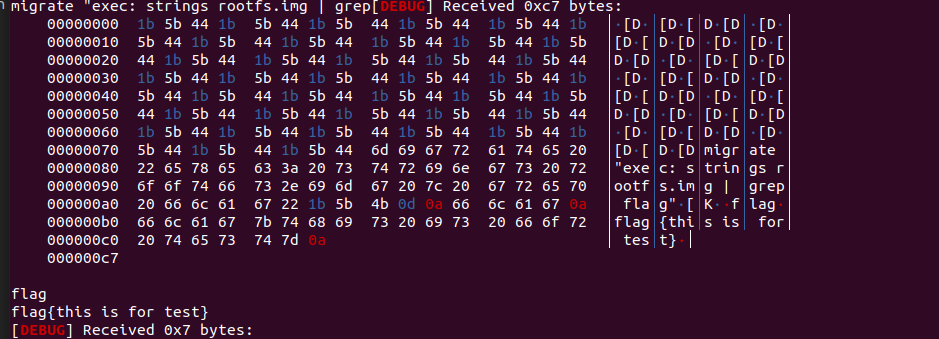 migrate "exec: strings rootfs.img | grep[DEBUG] Received 0xc7 bytes:
00000000 1b 5b 44 1b 5b 44 1b 5b 44 1b 5b 44 1b 5b 44 1b │·[D·│[D·[│D·[D│·[D·│
00000010 5b 44 1b 5b 44 1b 5b 44 1b 5b 44 1b 5b 44 1b 5b │[D·[│D·[D│·[D·│[D·[│
00000020 44 1b 5b 44 1b 5b 44 1b 5b 44 1b 5b 44 1b 5b 44 │D·[D│·[D·│[D·[│D·[D│
00000030 1b 5b 44 1b 5b 44 1b 5b 44 1b 5b 44 1b 5b 44 1b │·[D·│[D·[│D·[D│·[D·│
00000040 5b 44 1b 5b 44 1b 5b 44 1b 5b 44 1b 5b 44 1b 5b │[D·[│D·[D│·[D·│[D·[│
00000050 44 1b 5b 44 1b 5b 44 1b 5b 44 1b 5b 44 1b 5b 44 │D·[D│·[D·│[D·[│D·[D│
00000060 1b 5b 44 1b 5b 44 1b 5b 44 1b 5b 44 1b 5b 44 1b │·[D·│[D·[│D·[D│·[D·│
00000070 5b 44 1b 5b 44 1b 5b 44 6d 69 67 72 61 74 65 20 │[D·[│D·[D│migr│ate │
00000080 22 65 78 65 63 3a 20 73 74 72 69 6e 67 73 20 72 │"exe│c: s│trin│gs r│
00000090 6f 6f 74 66 73 2e 69 6d 67 20 7c 20 67 72 65 70 │ootf│s.im│g | │grep│
000000a0 20 66 6c 61 67 22 1b 5b 4b 0d 0a 66 6c 61 67 0a │ fla│g"·[│K··f│lag·│
000000b0 66 6c 61 67 7b 74 68 69 73 20 69 73 20 66 6f 72 │flag│{thi│s is│ for│
000000c0 20 74 65 73 74 7d 0a │ tes│t}·│
000000c7
flag
flag{this is for test}
[DEBUG] Received 0x7 bytes: